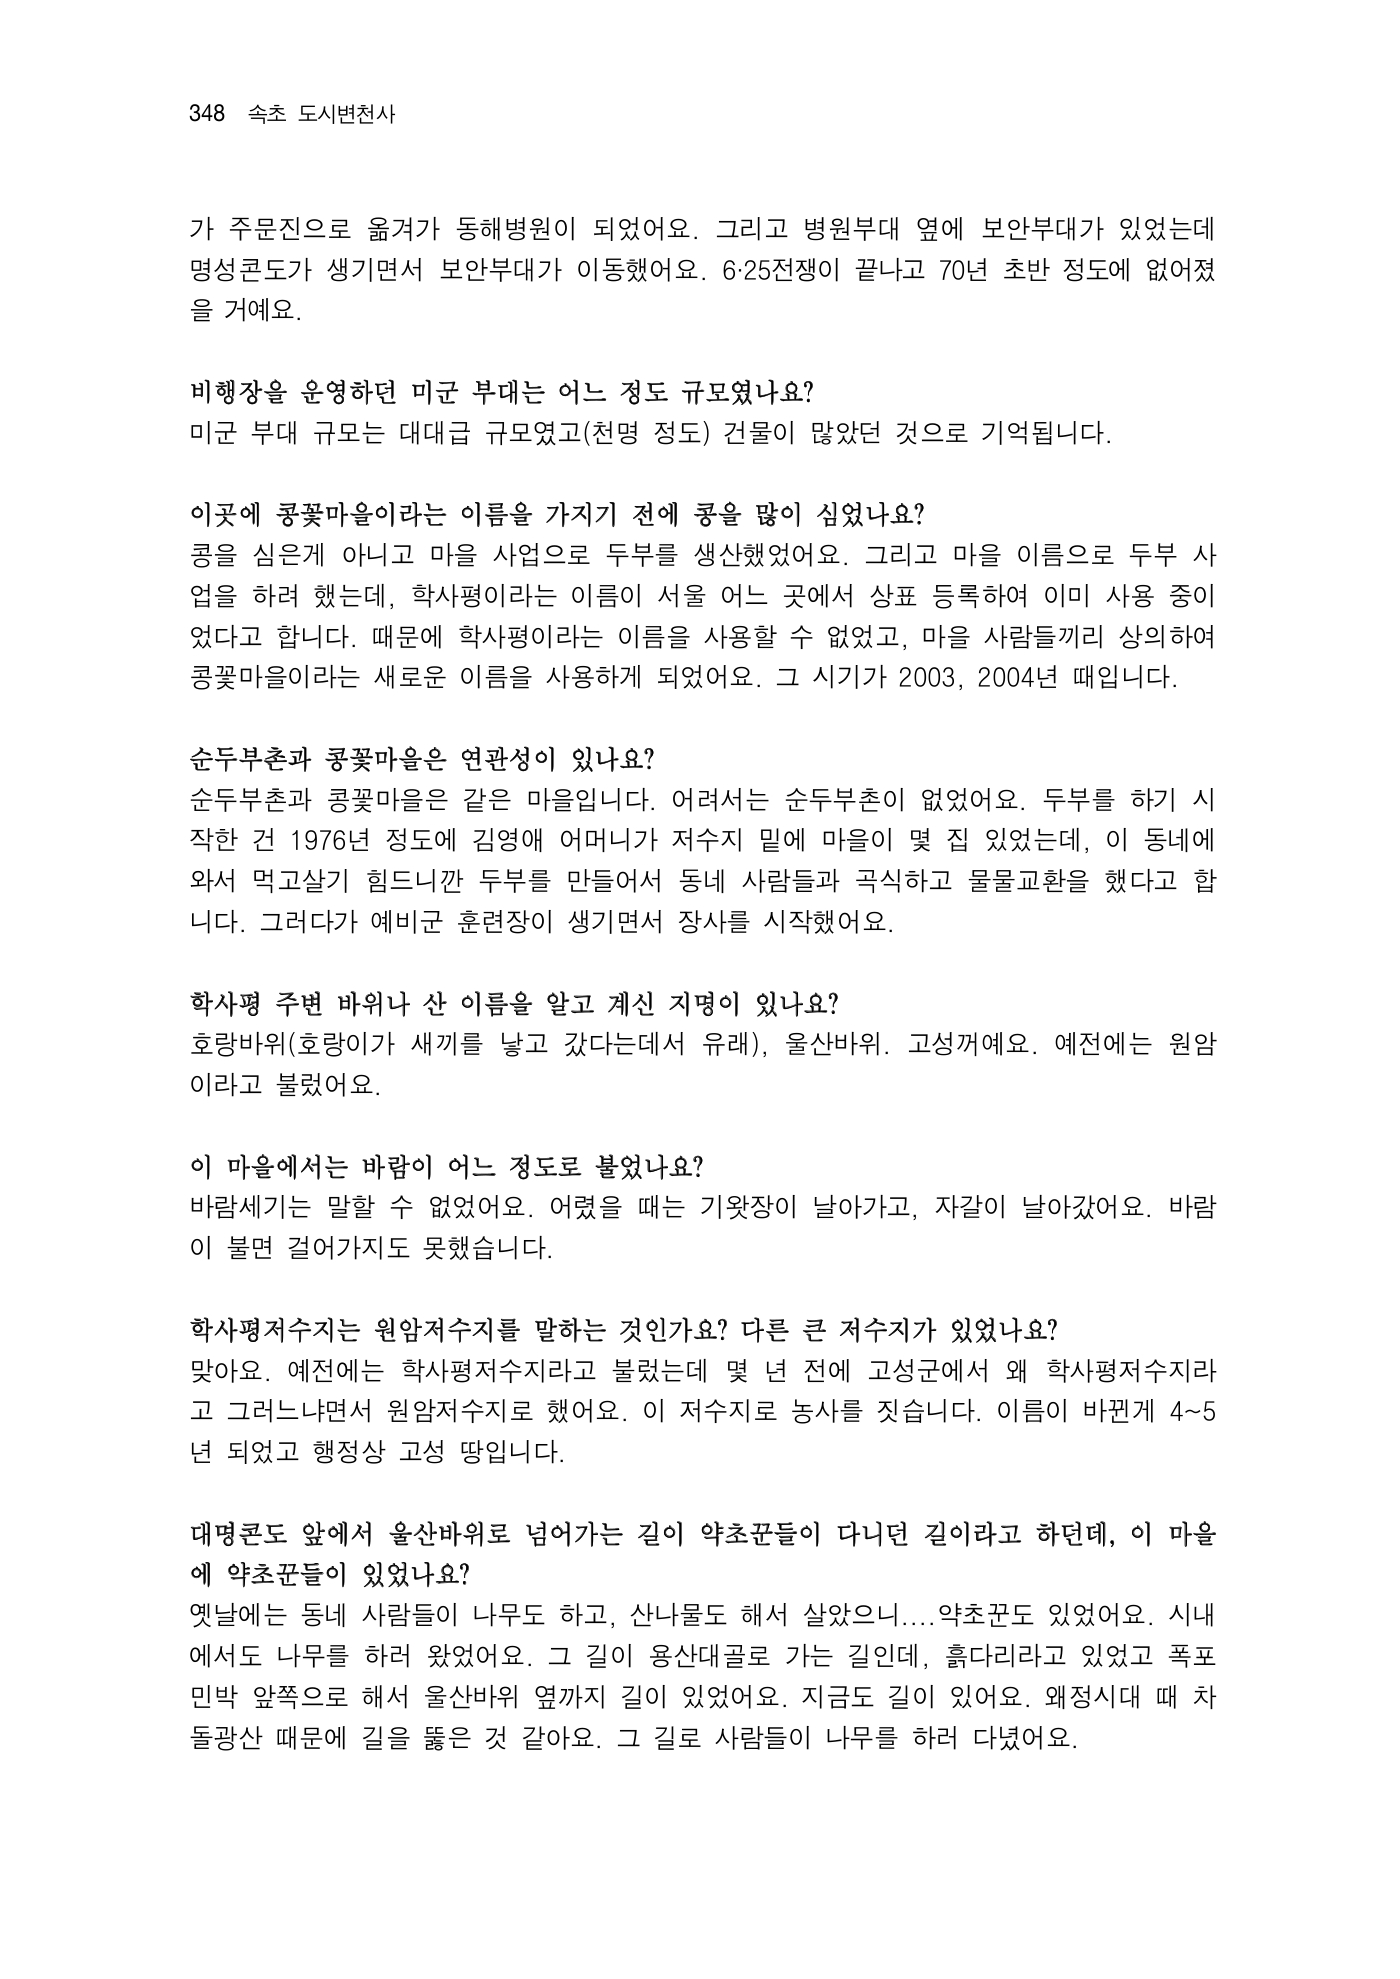 348 속초 도시변천사
가 주문진으로 옮겨가 동해병원이 되었어요. 그리고 병원부대 옆에 보안부대가 있었는데
명성콘도가 생기면서 보안부대가 이동했어요. 6·25전쟁이 끝나고 70년 초반 정도에 없어졌
을 거예요.
비행장을 운영하던 미군 부대는 어느 정도 규모였나요?
미군 부대 규모는 대대급 규모였고(천명 정도) 건물이 많았던 것으로 기억됩니다.
이곳에 콩꽃마을이라는 이름을 가지기 전에 콩을 많이 심었나요?
콩을 심은게 아니고 마을 사업으로 두부를 생산했었어요. 그리고 마을 이름으로 두부 사
업을 하려 했는데, 학사평이라는 이름이 서울 어느 곳에서 상표 등록하여 이미 사용 중이
었다고 합니다. 때문에 학사평이라는 이름을 사용할 수 없었고, 마을 사람들끼리 상의하여
콩꽃마을이라는 새로운 이름을 사용하게 되었어요. 그 시기가 2003, 2004년 때입니다.
순두부촌과 콩꽃마을은 연관성이 있나요?
순두부촌과 콩꽃마을은 같은 마을입니다. 어려서는 순두부촌이 없었어요. 두부를 하기 시
작한 건 1976년 정도에 김영애 어머니가 저수지 밑에 마을이 몇 집 있었는데, 이 동네에
와서 먹고살기 힘드니깐 두부를 만들어서 동네 사람들과 곡식하고 물물교환을 했다고 합
니다. 그러다가 예비군 훈련장이 생기면서 장사를 시작했어요.
학사평 주변 바위나 산 이름을 알고 계신 지명이 있나요?
호랑바위(호랑이가 새끼를 낳고 갔다는데서 유래), 울산바위. 고성꺼예요. 예전에는 원암
이라고 불렀어요.
이 마을에서는 바람이 어느 정도로 불었나요?
바람세기는 말할 수 없었어요. 어렸을 때는 기왓장이 날아가고, 자갈이 날아갔어요. 바람
이 불면 걸어가지도 못했습니다.
학사평저수지는 원암저수지를 말하는 것인가요? 다른 큰 저수지가 있었나요?
맞아요. 예전에는 학사평저수지라고 불렀는데 몇 년 전에 고성군에서 왜 학사평저수지라
고 그러느냐면서 원암저수지로 했어요. 이 저수지로 농사를 짓습니다. 이름이 바뀐게 4~5
년 되었고 행정상 고성 땅입니다.
대명콘도 앞에서 울산바위로 넘어가는 길이 약초꾼들이 다니던 길이라고 하던데, 이 마을
에 약초꾼들이 있었나요?
옛날에는 동네 사람들이 나무도 하고, 산나물도 해서 살았으니....약초꾼도 있었어요. 시내
에서도 나무를 하러 왔었어요. 그 길이 용산대골로 가는 길인데, 흙다리라고 있었고 폭포
민박 앞쪽으로 해서 울산바위 옆까지 길이 있었어요. 지금도 길이 있어요. 왜정시대 때 차
돌광산 때문에 길을 뚫은 것 같아요. 그 길로 사람들이 나무를 하러 다녔어요.